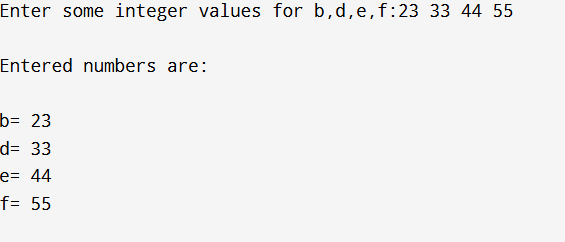 Enter some integer values for b,d,e,f:23 33 44 55
Entered numbers are:
b= 23
d= 33
e= 44
f= 55